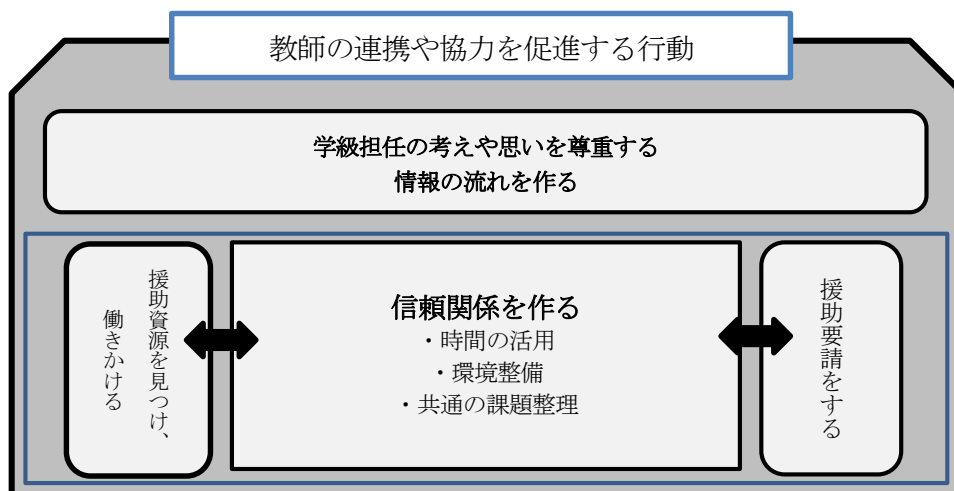 教師の連携や協力を促進する行動
学級担任の考えや思いを尊重する
情報の流れを作る
援助資源を見つけ、
働きかける
信頼関係を作る
・時間の活用
・環境整備
・共通の課題整理
援助要請をする